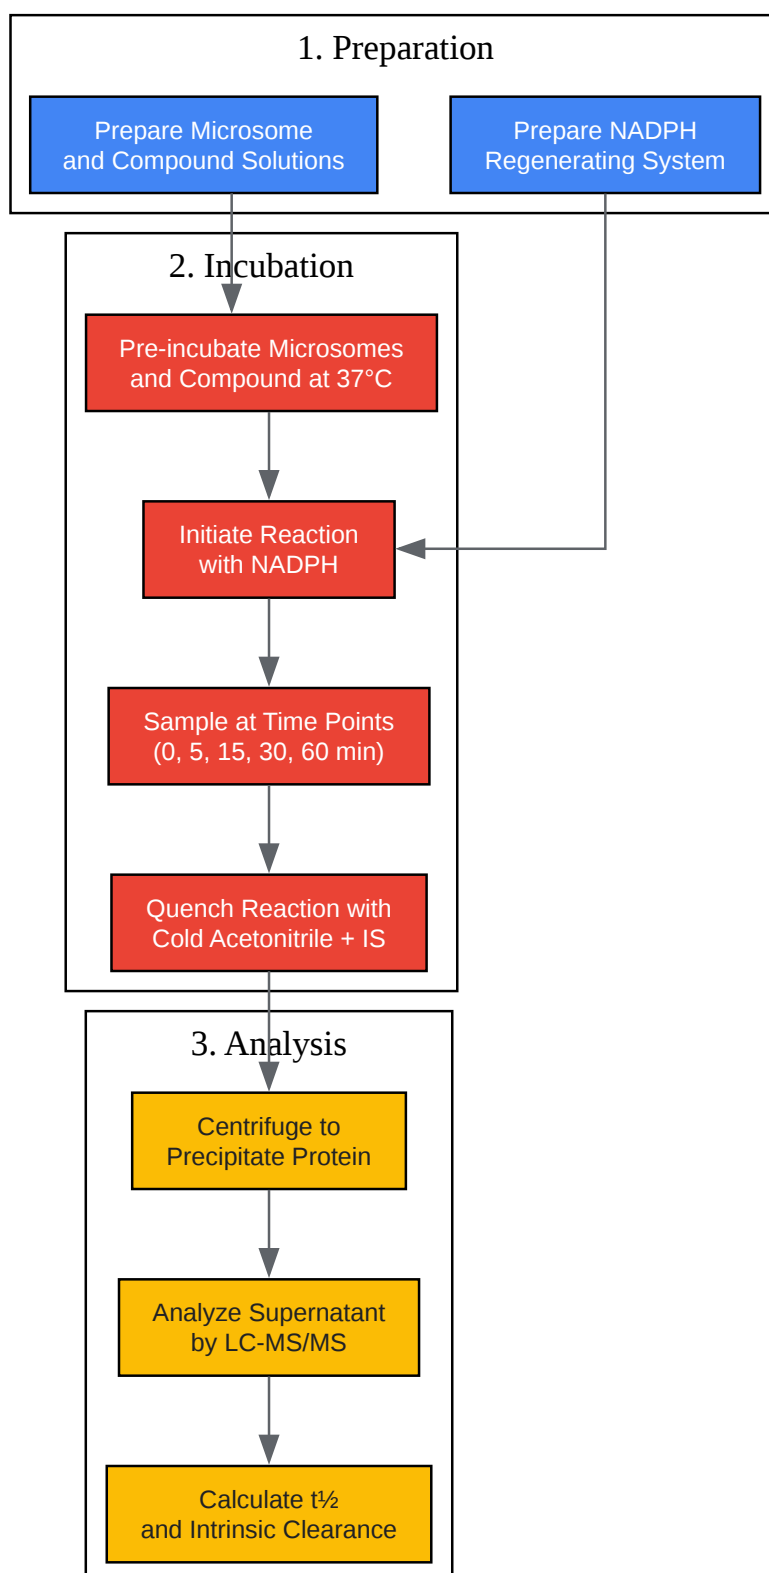 1. Preparation
Prepare Microsome
and Compound Solutions
Prepare NADPH
Regenerating System
2. Incubation
Pre-incubate Microsomes
and Compound at 37°C
Initiate Reaction
with NADPH
Sample at Time Points
(0, 5, 15, 30, 60 min)
Quench Reaction with
Cold Acetonitrile + IS
3. Analysis
Centrifuge to
Precipitate Protein
Analyze Supernatant
by LC-MS/MS
Calculate t½
and Intrinsic Clearance